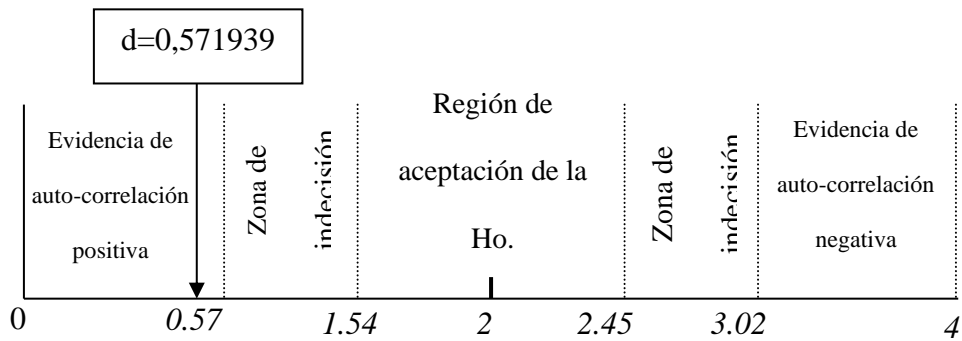 d=0,571939
Evidencia de
auto-correlación
positiva
Zona de
indecisión
Región de
aceptación de la
Ho.
Zona de
indecisión
Evidencia de
auto-correlación
negativa
0 0.57 1.54 2 2.45 3.02 4